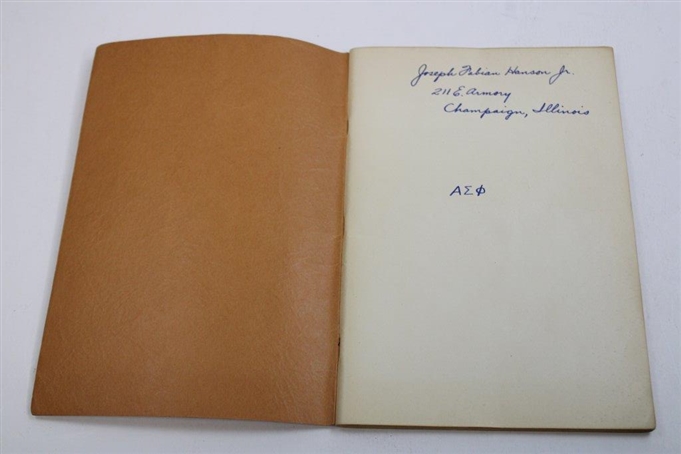 Joseph Fabian Hanson Jr.
211 E. Armory
Champaign, Illinois
ΑΣΦ